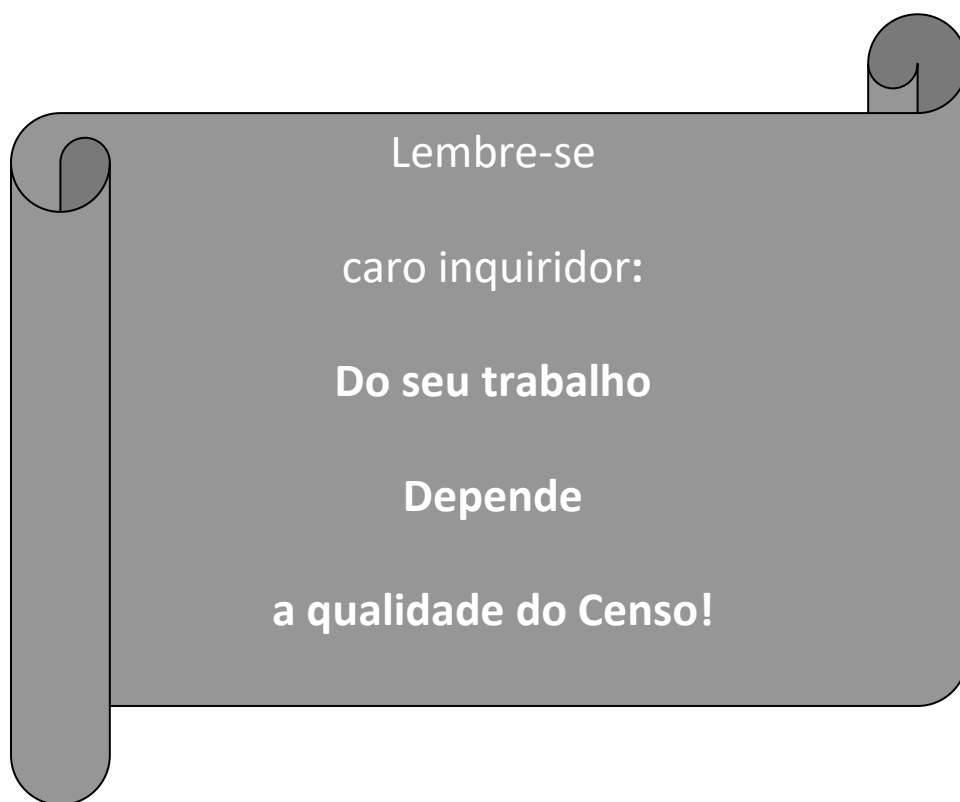 Lembre-se
caro inquiridor:
Do seu trabalho
Depende
a qualidade do Censo!